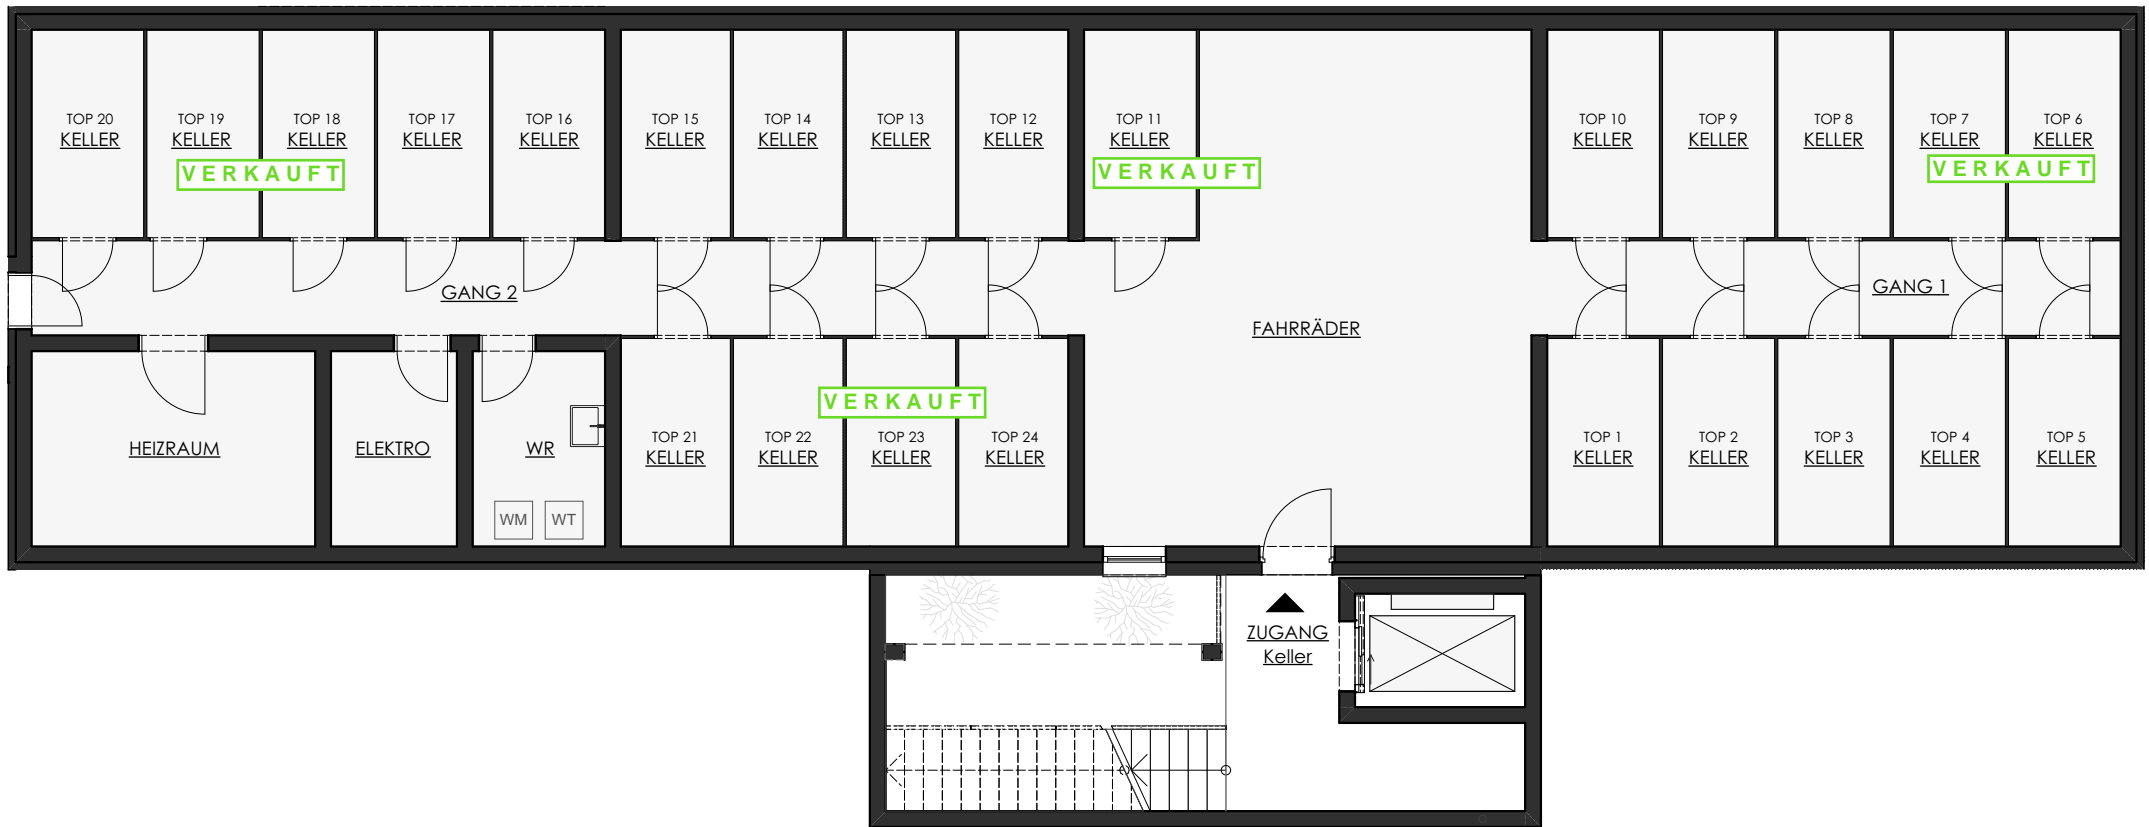 TOP 20
KELLER
TOP 19
KELLER
TOP 18
KELLER
TOP 17
KELLER
TOP 16
KELLER
TOP 15
KELLER
TOP 14
KELLER
TOP 13
KELLER
TOP 12
KELLER
TOP 11
KELLER
TOP 10
KELLER
TOP 9
KELLER
TOP 8
KELLER
TOP 7
KELLER
TOP 6
KELLER
VERKAUFT
VERKAUFT
VERKAUFT
GANG 2
GANG 1
FAHRRÄDER
VERKAUFT
HEIZRAUM
ELEKTRO
WR
WM
WT
TOP 21
KELLER
TOP 22
KELLER
TOP 23
KELLER
TOP 24
KELLER
TOP 1
KELLER
TOP 2
KELLER
TOP 3
KELLER
TOP 4
KELLER
TOP 5
KELLER
ZUGANG
Keller